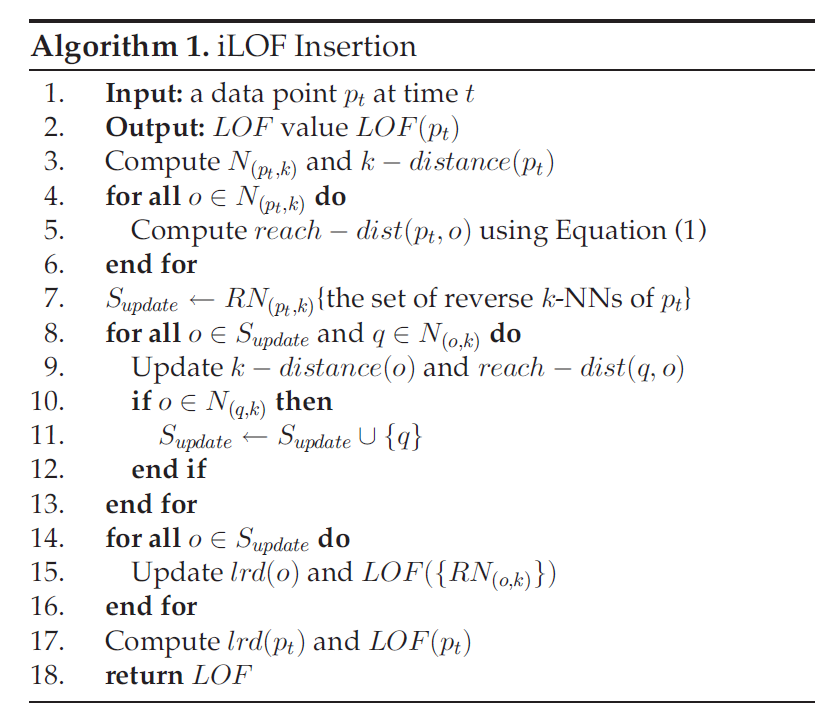 Algorithm 1. iLOF Insertion
1. Input: a data point p_t at time t
2. Output: LOF value LOF(p_t)
3. Compute N_(p_t,k) and k − distance(p_t)
4. for all o ∈ N_(p_t,k) do
5. Compute reach − dist(p_t, o) using Equation (1)
6. end for
7. S_update ← RN_(p_t,k){the set of reverse k-NNs of p_t}
8. for all o ∈ S_update and q ∈ N_(o,k) do
9. Update k − distance(o) and reach − dist(q, o)
10. if o ∈ N_(q,k) then
11. S_update ← S_update ∪ {q}
12. end if
13. end for
14. for all o ∈ S_update do
15. Update lrd(o) and LOF({RN_(o,k)})
16. end for
17. Compute lrd(p_t) and LOF(p_t)
18. return LOF